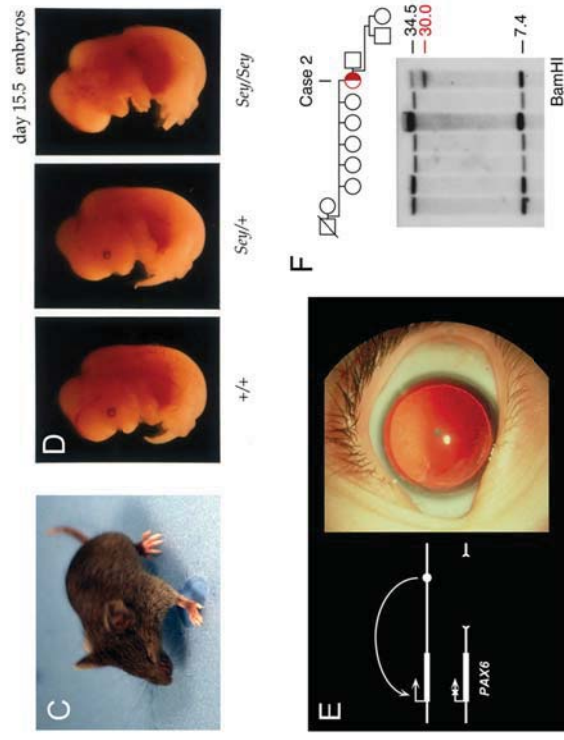 C
D
day 15.5 embryos
+/+
Sey/+
Sey/Sey
E
PAX6
F
Case 2
34.5
30.0
7.4
BamHI